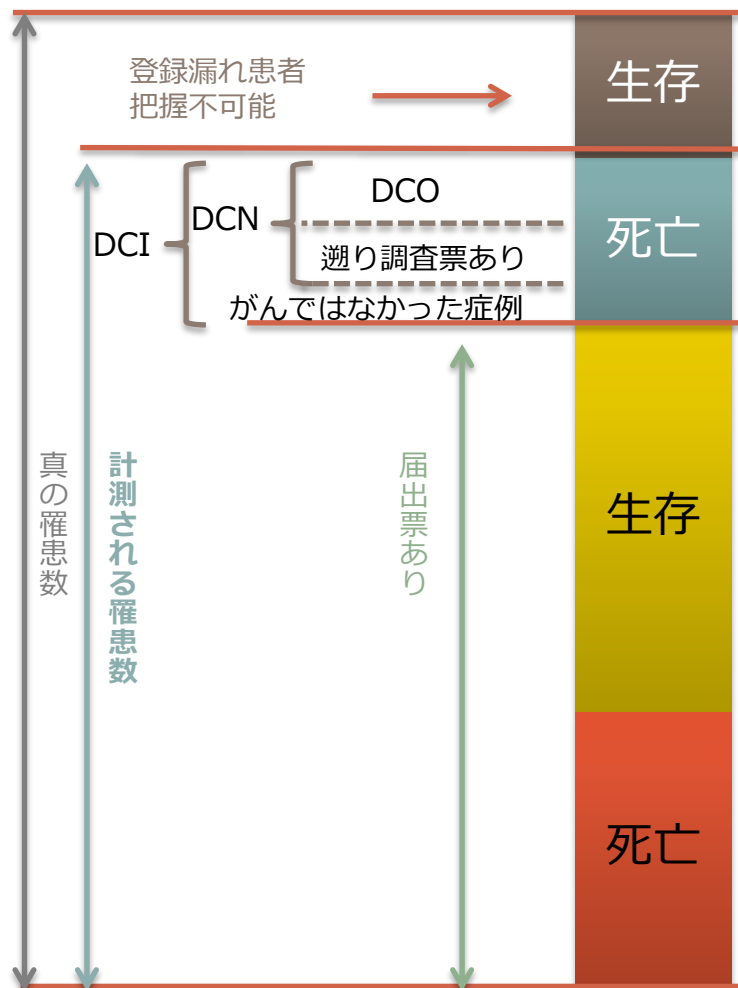 登録漏れ患者
把握不可能
生存
DCI
DCN
DCO
遡り調査票あり
がんではなかった症例
死亡
真の罹患数
計測される罹患数
届出票あり
生存
死亡